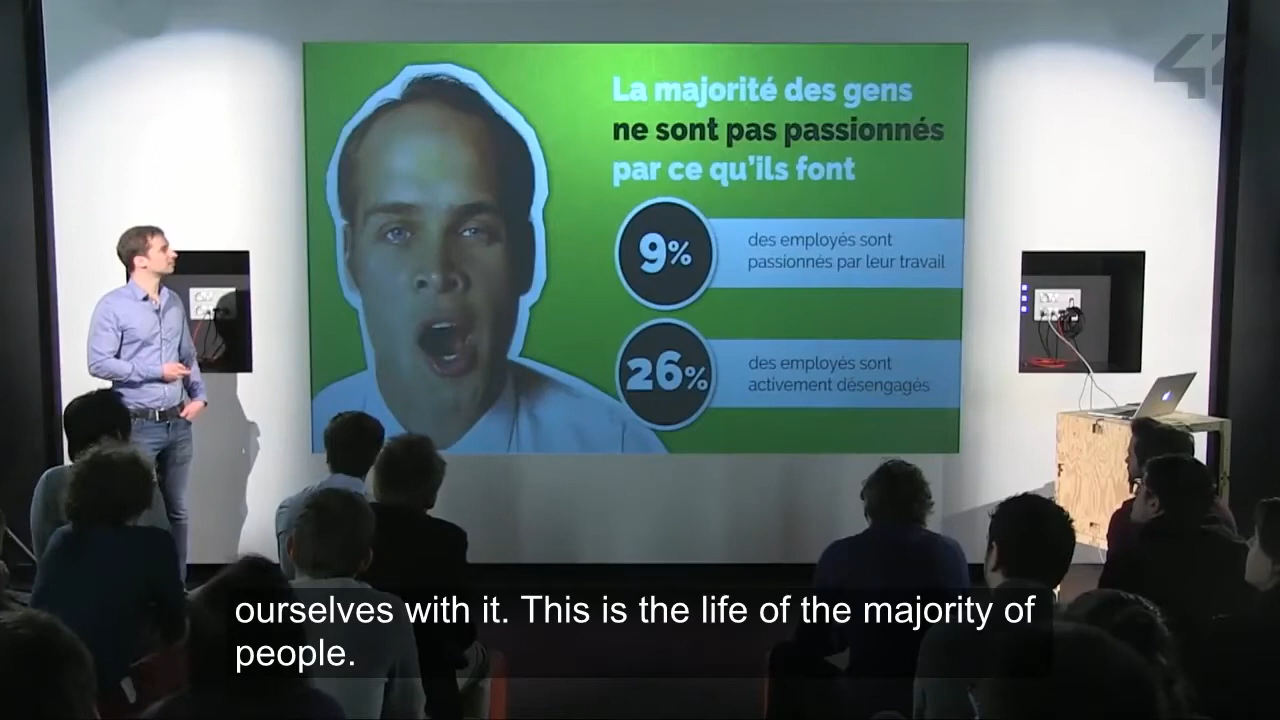 42
La majorité des gens
ne sont pas passionnés
par ce qu'ils font
9%
des employés sont
passionnés par leur travail
26%
des employés sont
activement désengagés
ourselves with it. This is the life of the majority of
people.